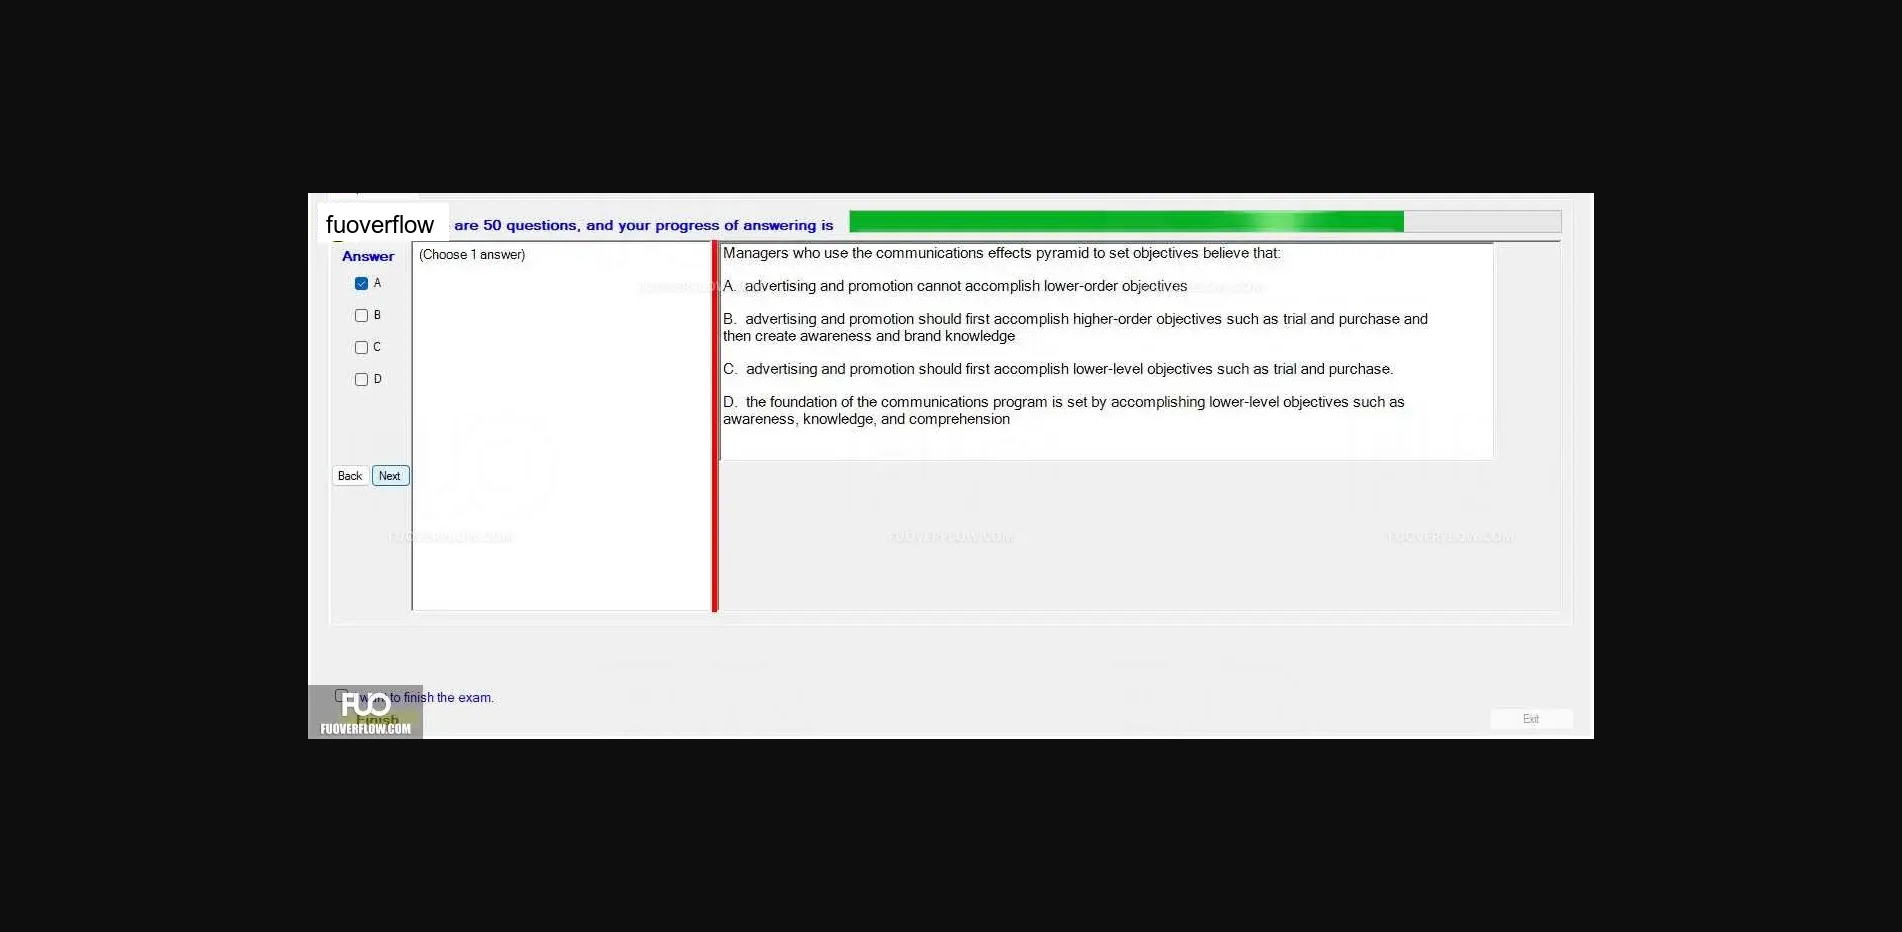 fuoverflow are 50 questions, and your progress of answering is
Answer
(Choose 1 answer)
A
B
C
D
Back Next
Managers who use the communications effects pyramid to set objectives believe that:
A. advertising and promotion cannot accomplish lower-order objectives
B. advertising and promotion should first accomplish higher-order objectives such as trial and purchase and
then create awareness and brand knowledge
C. advertising and promotion should first accomplish lower-level objectives such as trial and purchase.
D. the foundation of the communications program is set by accomplishing lower-level objectives such as
awareness, knowledge, and comprehension
FUOVERFLOW.COM FUOVERFLOW.COM FUOVERFLOW.COM
want to finish the exam.
FUO
Finish
FUOVERFLOW.COM
Exit